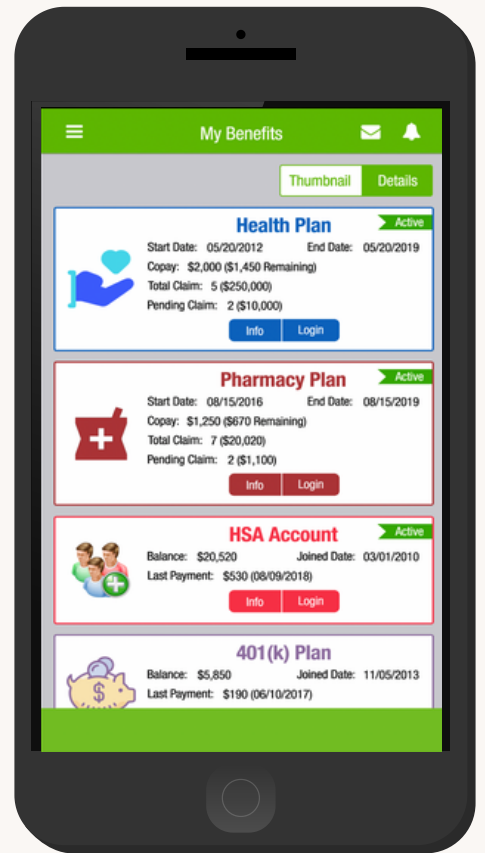 My Benefits
Thumbnail Details
Health Plan Active
Start Date: 05/20/2012 End Date: 05/20/2019
Copay: $2,000 ($1,450 Remaining)
Total Claim: 5 ($250,000)
Pending Claim: 2 ($10,000)
Info Login
Pharmacy Plan Active
Start Date: 08/15/2016 End Date: 08/15/2019
Copay: $1,250 ($670 Remaining)
Total Claim: 7 ($20,020)
Pending Claim: 2 ($1,100)
Info Login
HSA Account Active
Balance: $20,520 Joined Date: 03/01/2010
Last Payment: $530 (08/09/2018)
Info Login
401(k) Plan
Balance: $5,850 Joined Date: 11/05/2013
$ Last Payment: $190 (06/10/2017)